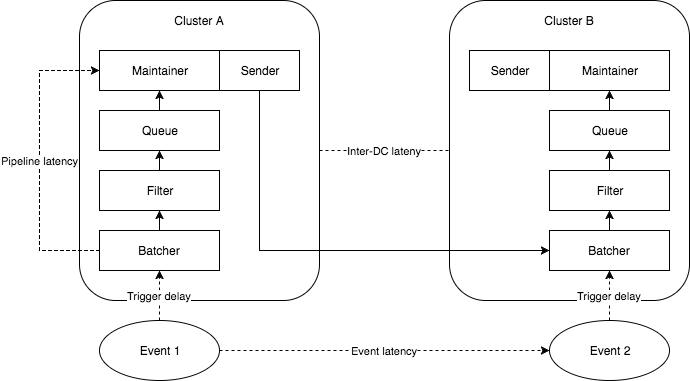 Cluster A
Cluster B
Maintainer
Sender
Sender
Maintainer
Queue
Queue
Inter-DC lateny
Pipeline latency
Filter
Filter
Batcher
Batcher
Trigger delay
Trigger delay
Event 1
Event latency
Event 2